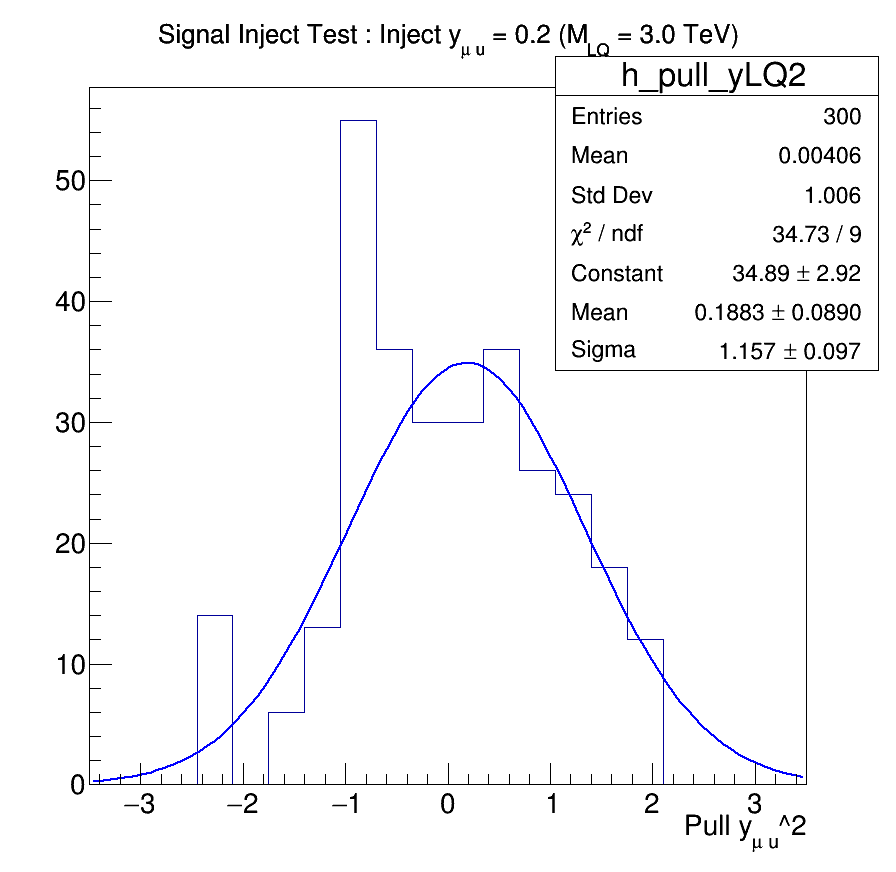 Signal Inject Test : Inject y_μu = 0.2 (M_LQ = 3.0 TeV)
h_pull_yLQ2
Entries 300
Mean 0.00406
Std Dev 1.006
χ² / ndf 34.73 / 9
Constant 34.89 ± 2.92
Mean 0.1883 ± 0.0890
Sigma 1.157 ± 0.097
50
40
30
20
10
0
−3 −2 −1 0 1 2 3
Pull y_μu^2